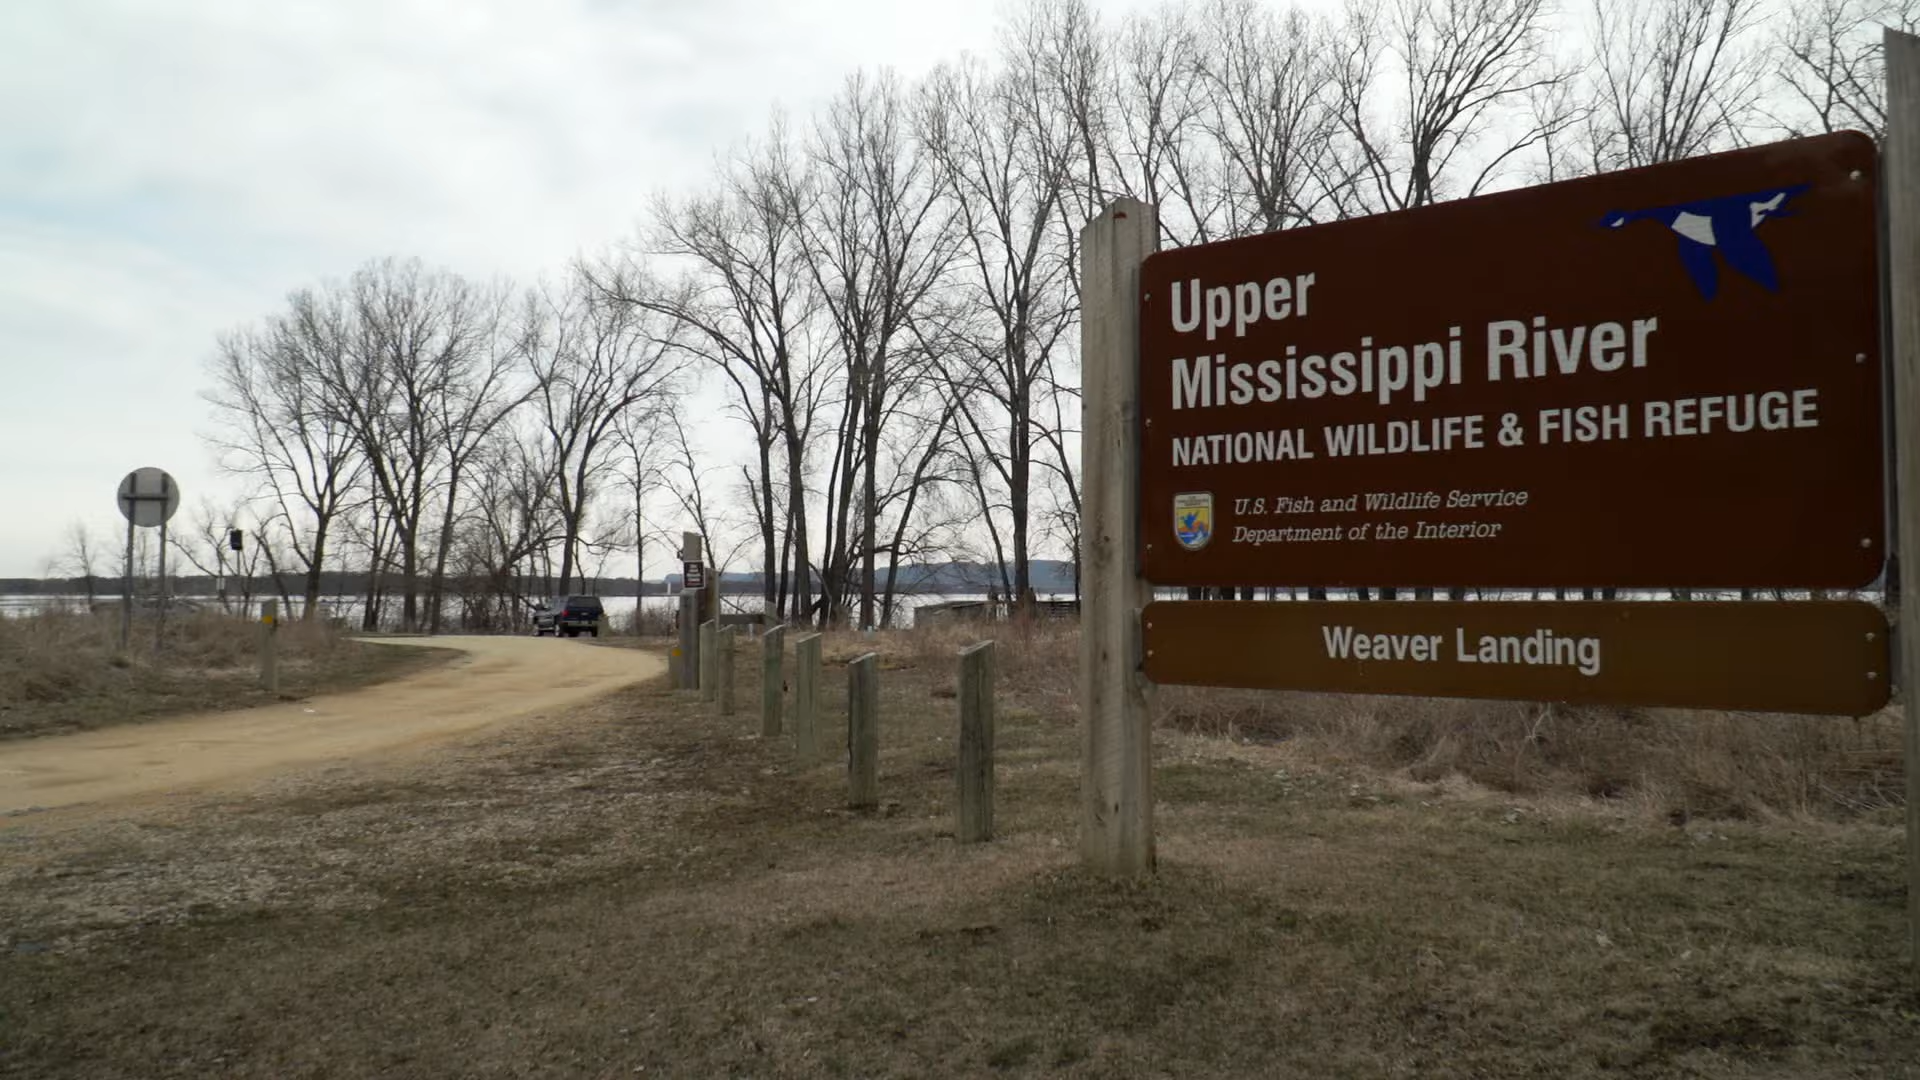 Upper
Mississippi River
NATIONAL WILDLIFE & FISH REFUGE
U.S. Fish and Wildlife Service
Department of the Interior
Weaver Landing